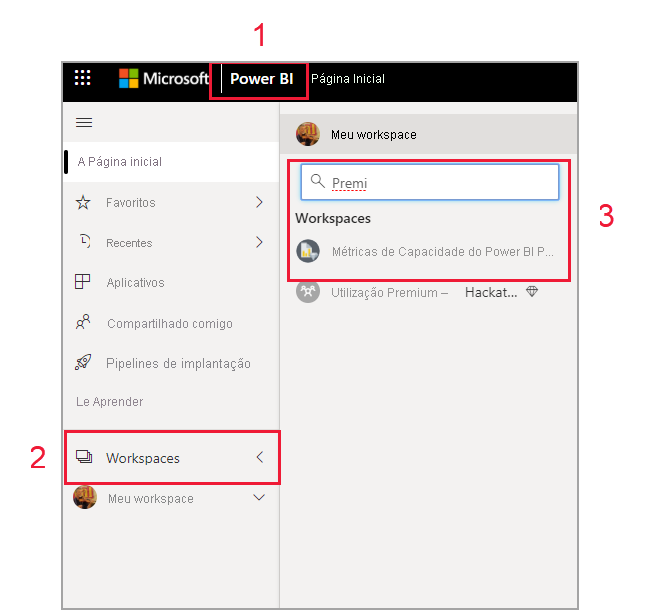 1
Microsoft Power BI Página Inicial
Meu workspace
A Página inicial
Premi
Favoritos
Workspaces
3
Recentes
Métricas de Capacidade do Power BI P...
Aplicativos
Utilização Premium – Hackat...
Compartilhado comigo
Pipelines de implantação
Le Aprender
2
Workspaces
Meu workspace